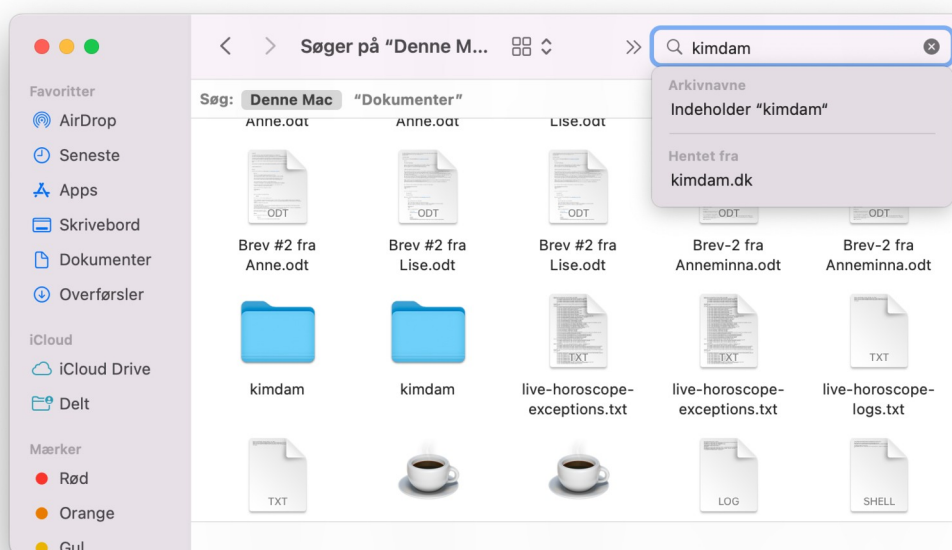 Søger på “Denne M...
kimdam
Favoritter
AirDrop
Seneste
Apps
Skrivebord
Dokumenter
Overførsler
iCloud
iCloud Drive
Delt
Mærker
Rød
Orange
Gul
Søg: Denne Mac “Dokumenter”
Arkivnavne
Indeholder “kimdam“
Hentet fra
kimdam.dk
Anne.odt Anne.odt Lise.odt
ODT ODT ODT ODT ODT
Brev #2 fra Brev #2 fra Brev #2 fra Brev-2 fra Brev-2 fra
Anne.odt Lise.odt Lise.odt Anneminna.odt Anneminna.odt
TXT TXT TXT
kimdam kimdam live-horoscope- live-horoscope- live-horoscope-
exceptions.txt exceptions.txt logs.txt
TXT LOG SHELL